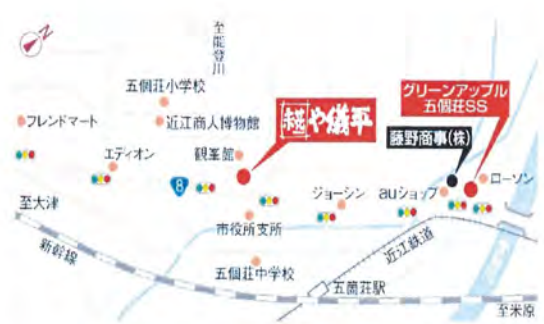 N
至能登川
五個荘小学校
近江商人博物館
フレンドマート
エディオン
観峯館
や儀平
グリーンアップル
五個荘SS
藤野商事(株)
ローソン
auショップ
ジョーシン
8
至大津
市役所支所
新幹線
近江鉄道
五個荘中学校
五箇荘駅
至米原